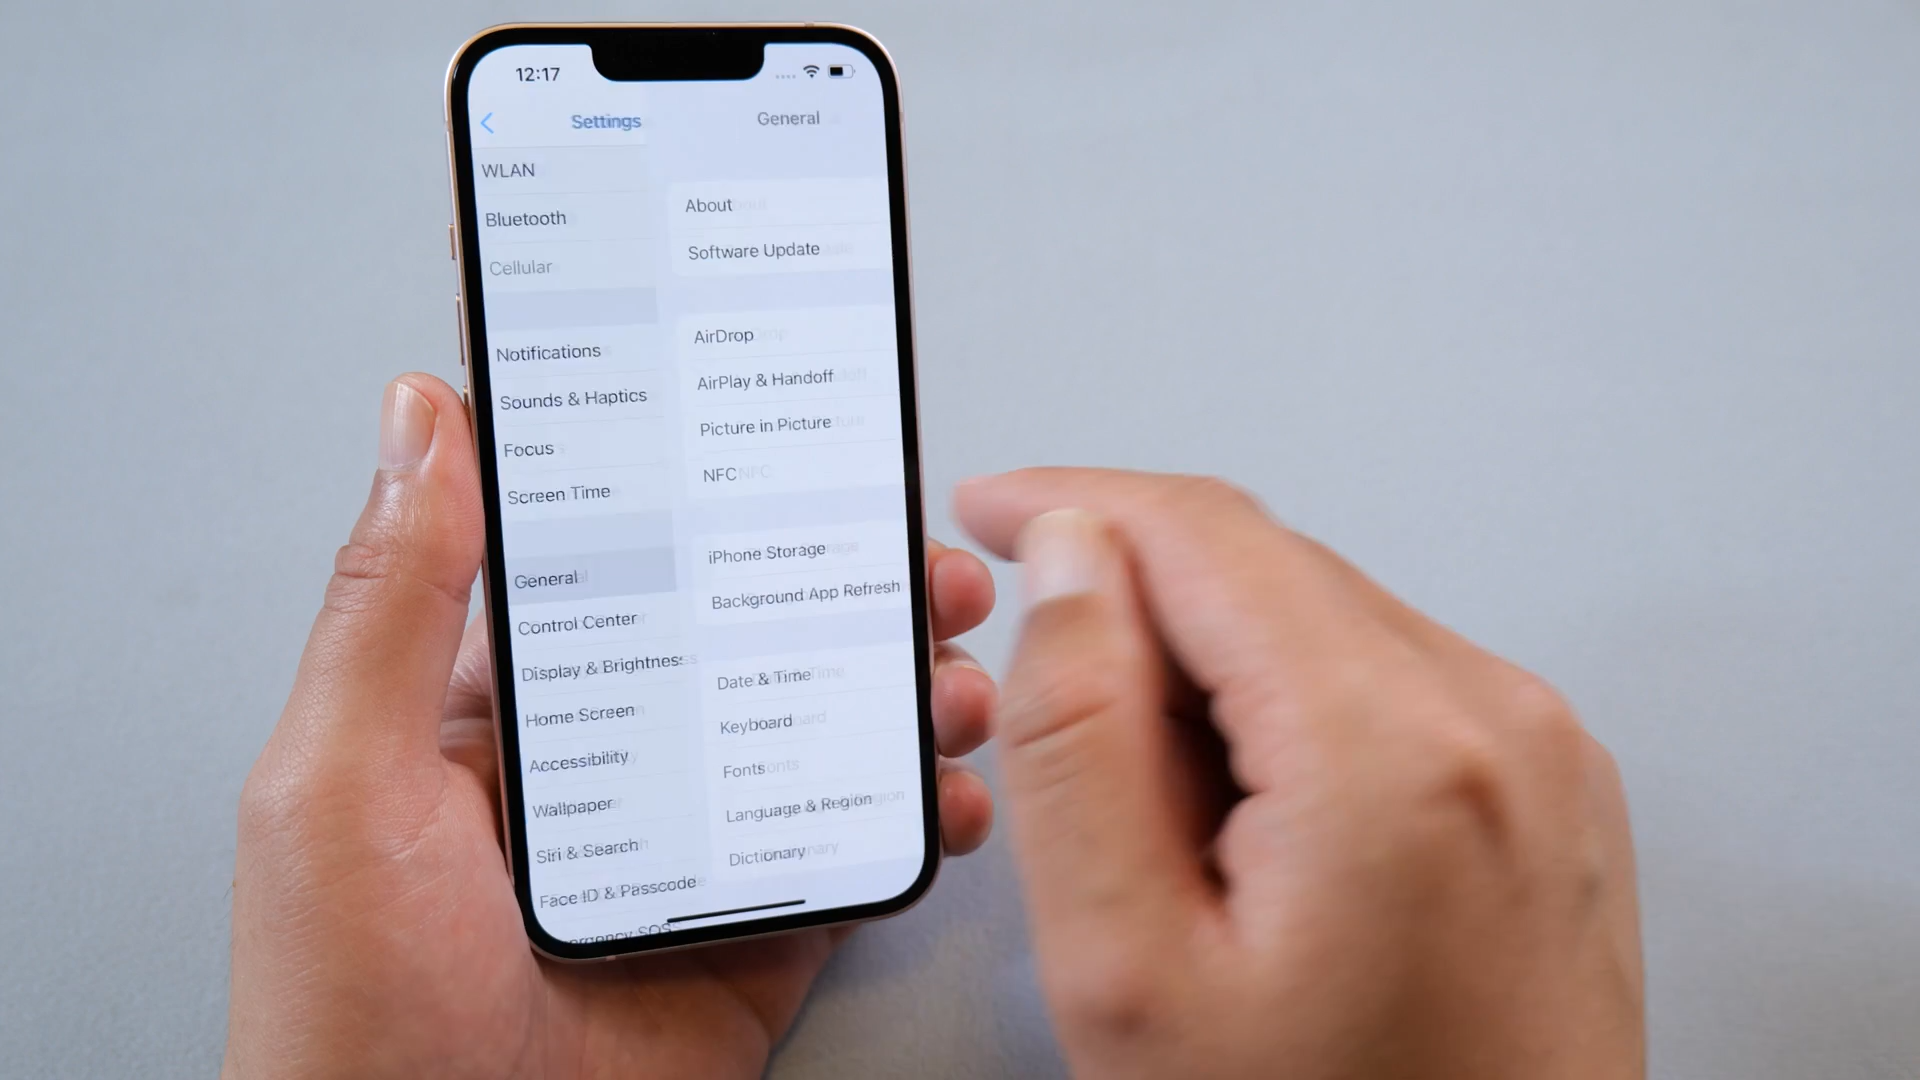 12:17
Settings
General
WLAN
Bluetooth
Cellular
Notifications
Sounds & Haptics
Focus
Screen Time
General
Control Center
Display & Brightness
Home Screen
Accessibility
Wallpaper
Siri & Search
Face ID & Passcode
Emergency SOS
About
Software Update
AirDrop
AirPlay & Handoff
Picture in Picture
NFC
iPhone Storage
Background App Refresh
Date & Time
Keyboard
Fonts
Language & Region
Dictionary